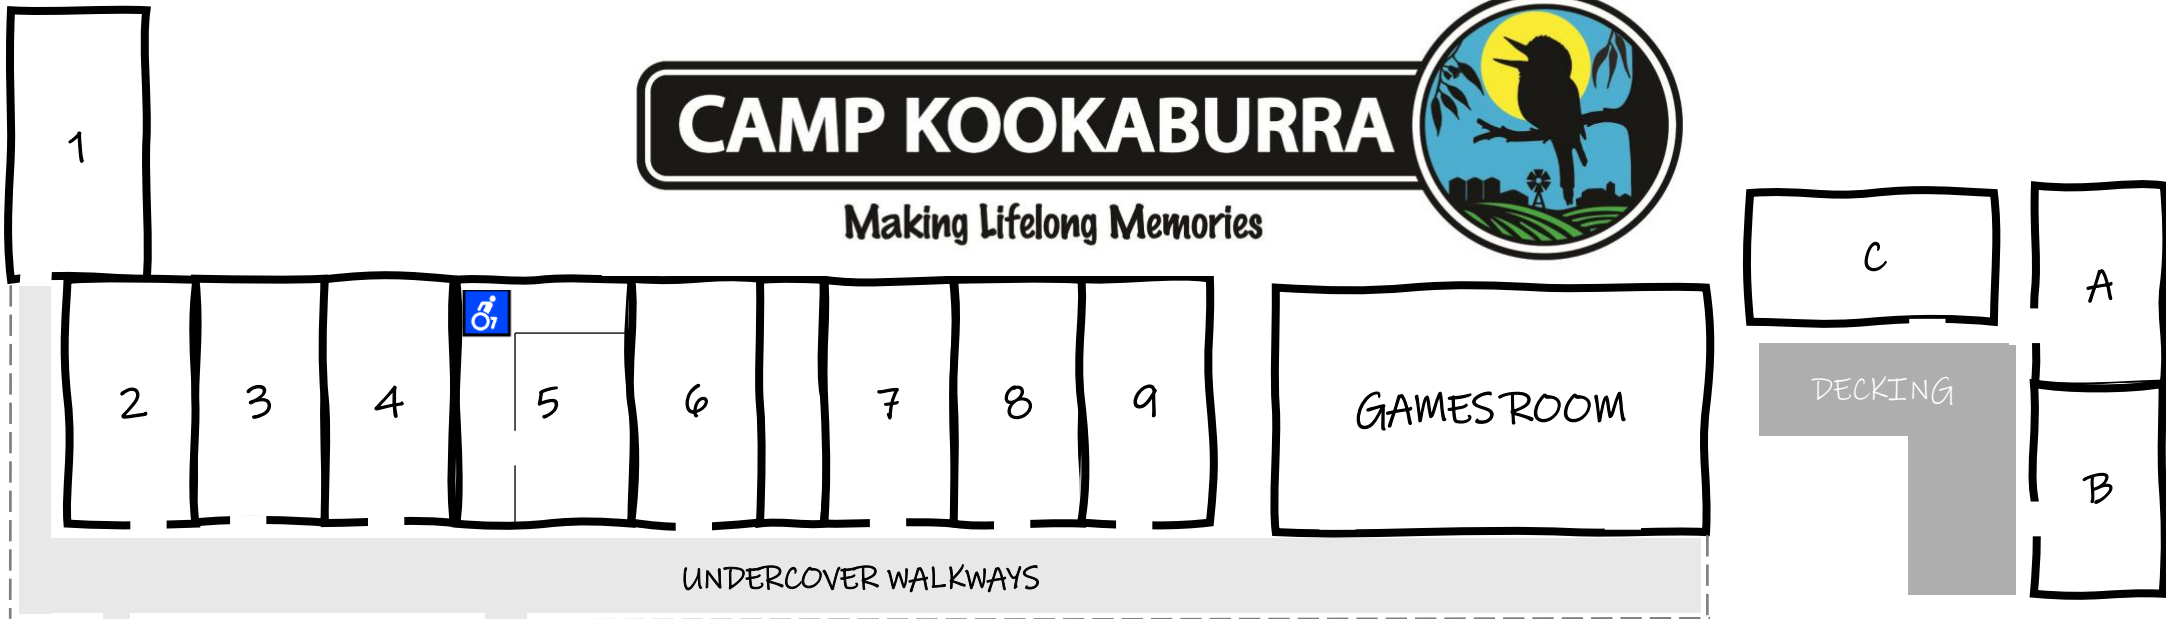 1
CAMP KOOKABURRA
Making Lifelong Memories
C
A
2
3
4
5
6
7
8
9
GAMES ROOM
DECKING
B
UNDERCOVER WALKWAYS